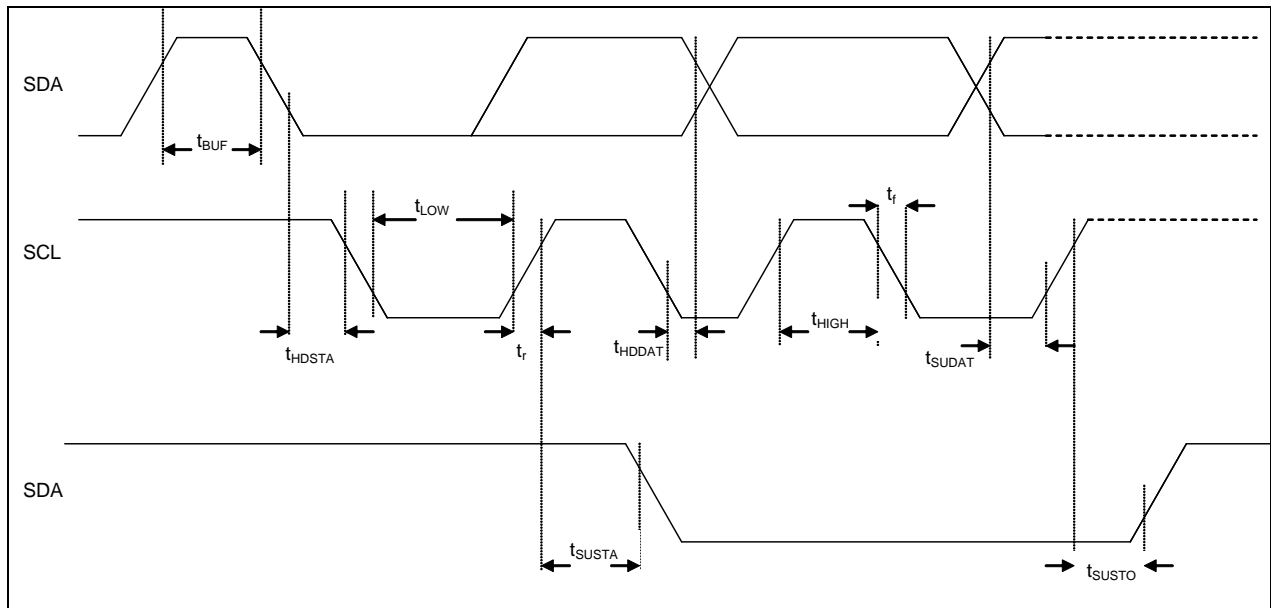 SDA
tBUF
tLOW
tf
SCL
tHDSTA
tr
tHDDAT
tHIGH
tSUDAT
SDA
tSUSTA
tSUSTO